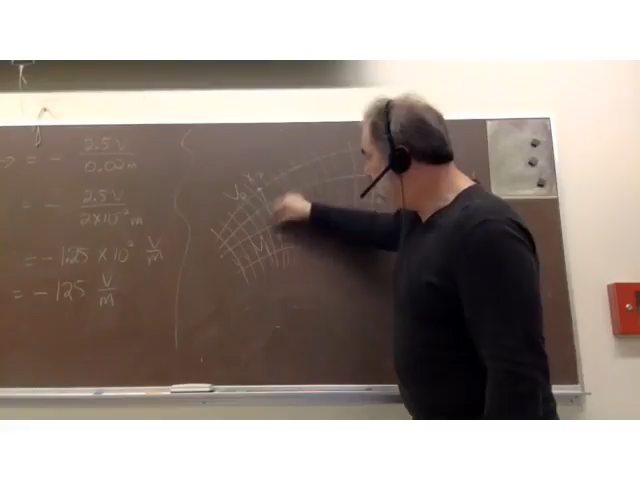 → = - 2.5 V / 0.02 m
= - 2.5 V / 2 x 10⁻² m
= - 1.25 x 10² V/m
= - 125 V/m